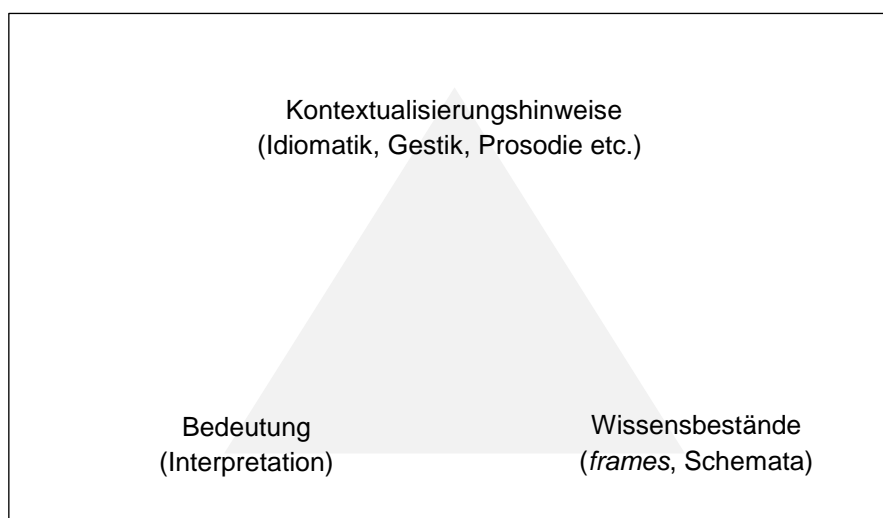 Kontextualisierungshinweise
(Idiomatik, Gestik, Prosodie etc.)
Bedeutung
(Interpretation)
Wissensbestände
(frames, Schemata)